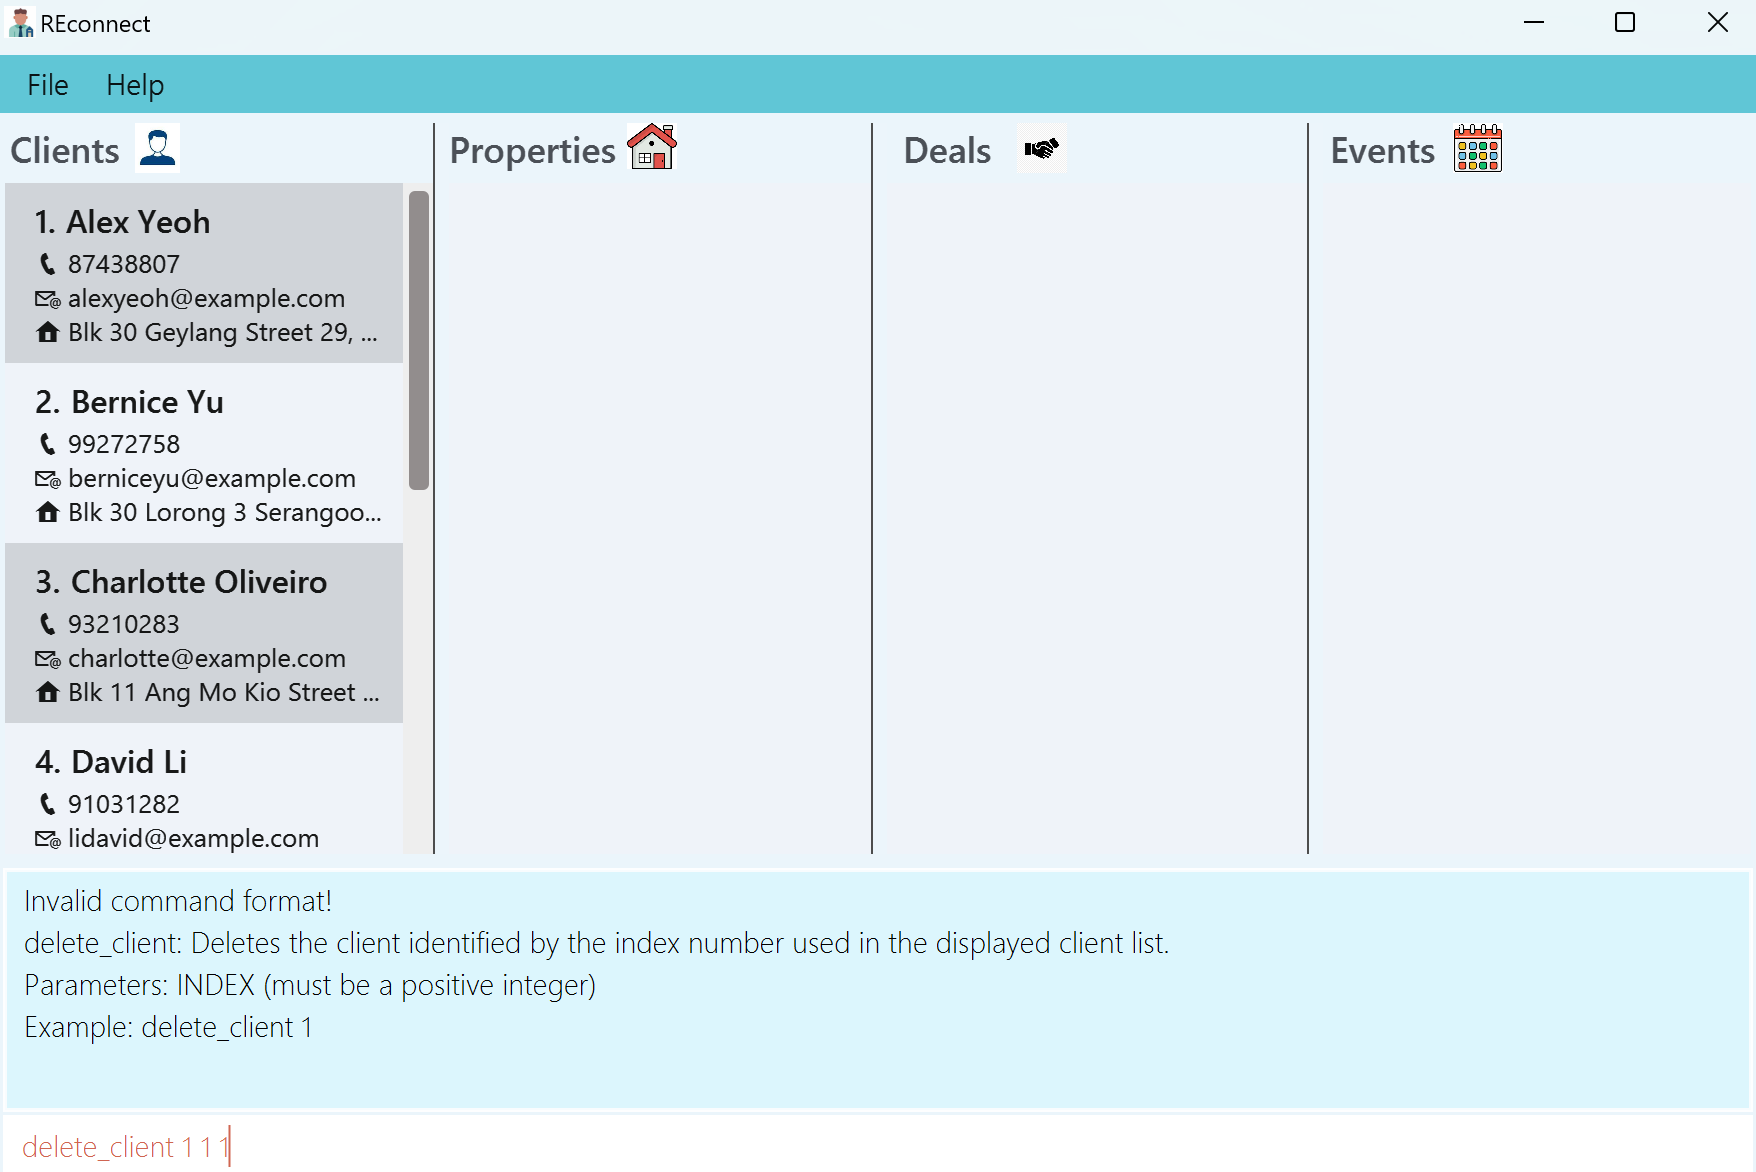 REconnect
File Help
Clients
Properties
Deals
Events
1. Alex Yeoh
87438807
alexyeoh@example.com
Blk 30 Geylang Street 29, ...
2. Bernice Yu
99272758
berniceyu@example.com
Blk 30 Lorong 3 Serangoo...
3. Charlotte Oliveiro
93210283
charlotte@example.com
Blk 11 Ang Mo Kio Street ...
4. David Li
91031282
lidavid@example.com
Invalid command format!
delete_client: Deletes the client identified by the index number used in the displayed client list.
Parameters: INDEX (must be a positive integer)
Example: delete_client 1
delete_client 1 1 1